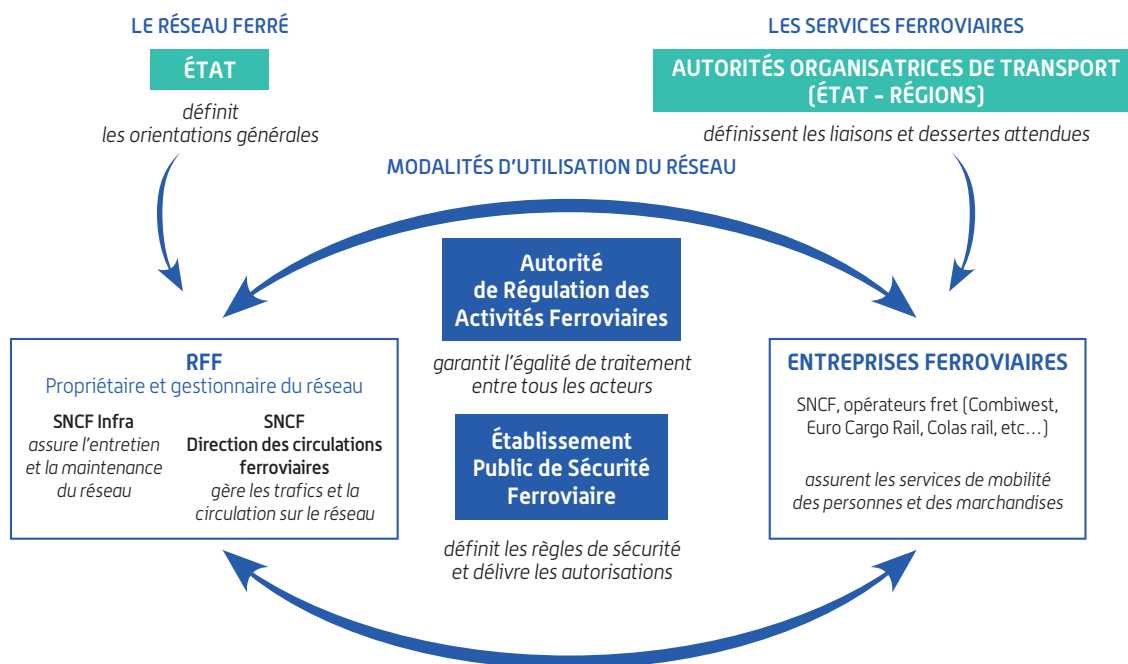 LE RÉSEAU FERRÉ
ÉTAT
définit
les orientations générales
LES SERVICES FERROVIAIRES
AUTORITÉS ORGANISATRICES DE TRANSPORT
(ÉTAT – RÉGIONS)
définissent les liaisons et dessertes attendues
MODALITÉS D'UTILISATION DU RÉSEAU
Autorité
de Régulation des
Activités Ferroviaires
garantit l'égalité de traitement
entre tous les acteurs
Établissement
Public de Sécurité
Ferroviaire
définit les règles de sécurité
et délivre les autorisations
RFF
Propriétaire et gestionnaire du réseau
SNCF Infra
assure l'entretien
et la maintenance
du réseau
SNCF
Direction des circulations
ferroviaires
gère les trafics et la
circulation sur le réseau
ENTREPRISES FERROVIAIRES
SNCF, opérateurs fret (Combiwest,
Euro Cargo Rail, Colas rail, etc...)
assurent les services de mobilité
des personnes et des marchandises